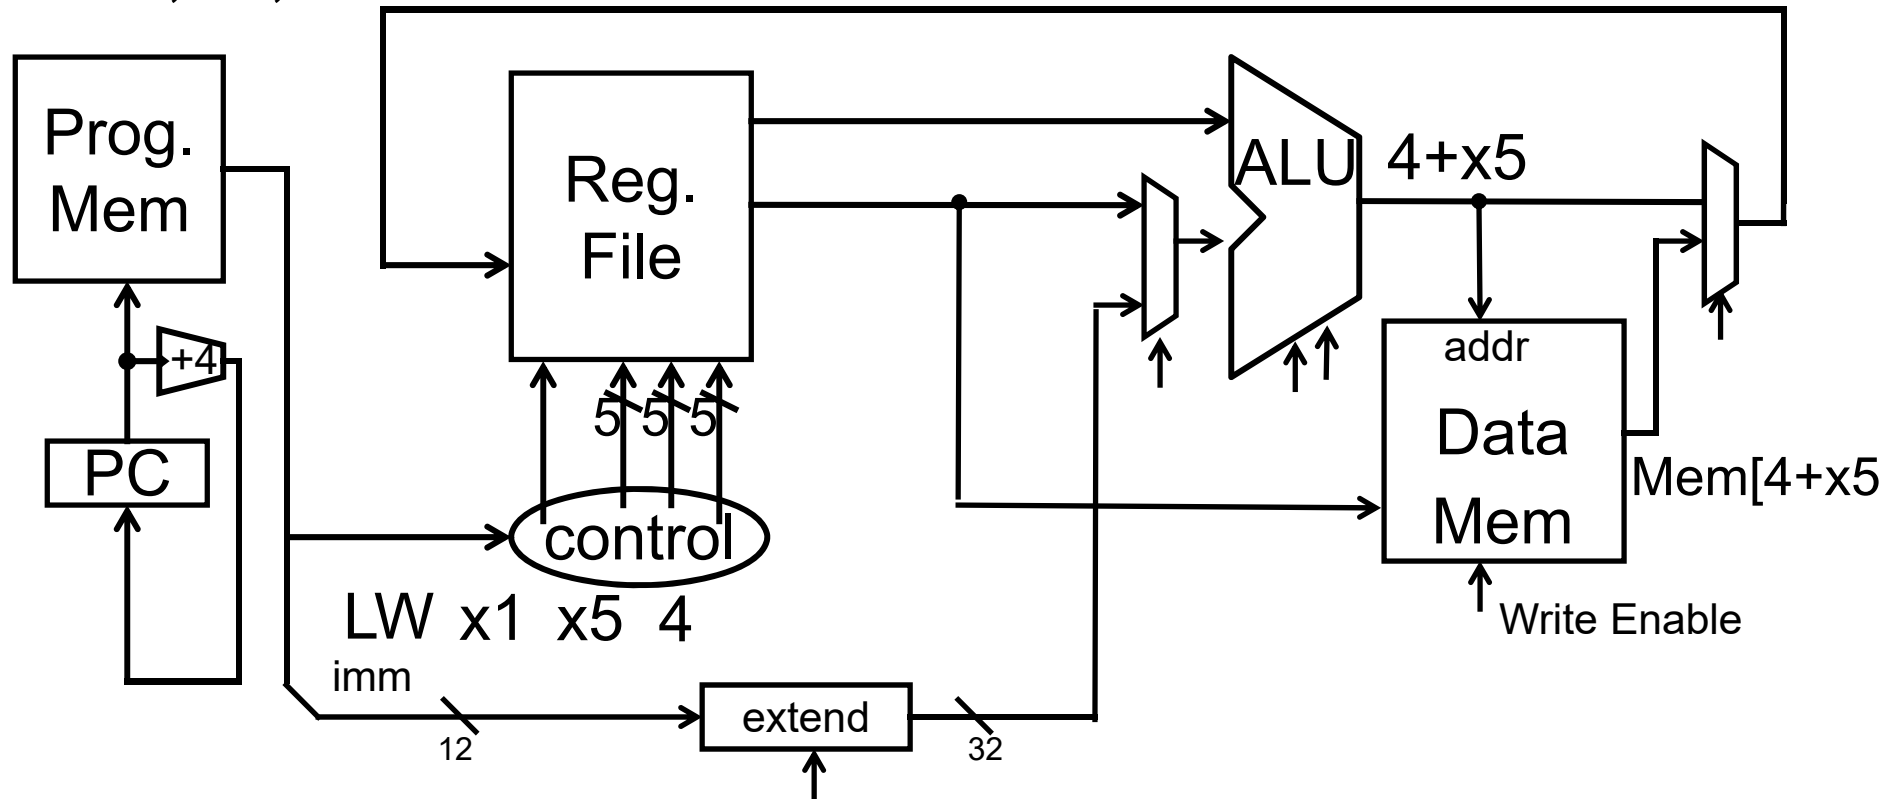 Prog.
Mem
+4
PC
Reg.
File
5 5 5
control
LW x1 x5 4
imm
12
extend
32
ALU
4+x5
addr
Data
Mem
Mem[4+x5
Write Enable